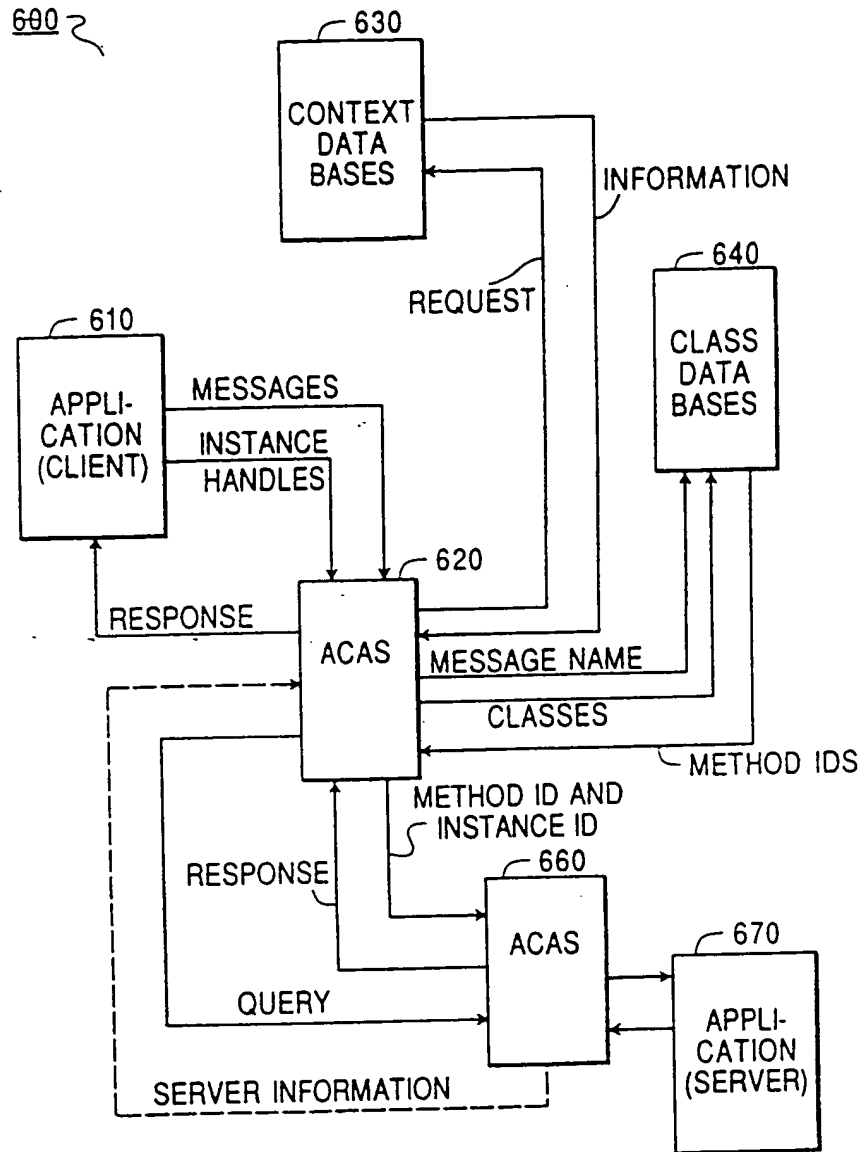 600
630
CONTEXT
DATA
BASES
INFORMATION
REQUEST
640
CLASS
DATA
BASES
610
APPLI-
CATION
(CLIENT)
MESSAGES
INSTANCE
HANDLES
620
RESPONSE
ACAS
MESSAGE NAME
CLASSES
METHOD IDS
METHOD ID AND
INSTANCE ID
RESPONSE
660
ACAS
670
APPLI-
CATION
(SERVER)
QUERY
SERVER INFORMATION